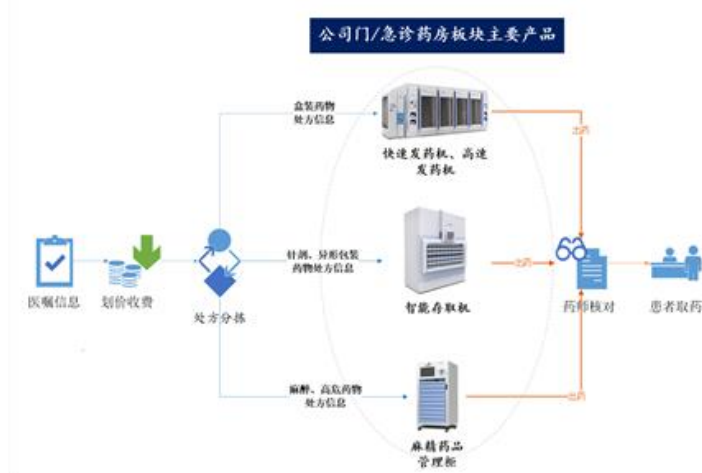 公司门/急诊药房板块主要产品
盒装药物
处方信息
快速发药机、高速
发药机
出药
医嘱信息
划价收费
处方分拣
针剂、异形包装
药物处方信息
智能存取机
出药
药师核对
患者取药
麻醉、高危药物
处方信息
麻精药品
管理柜
出药